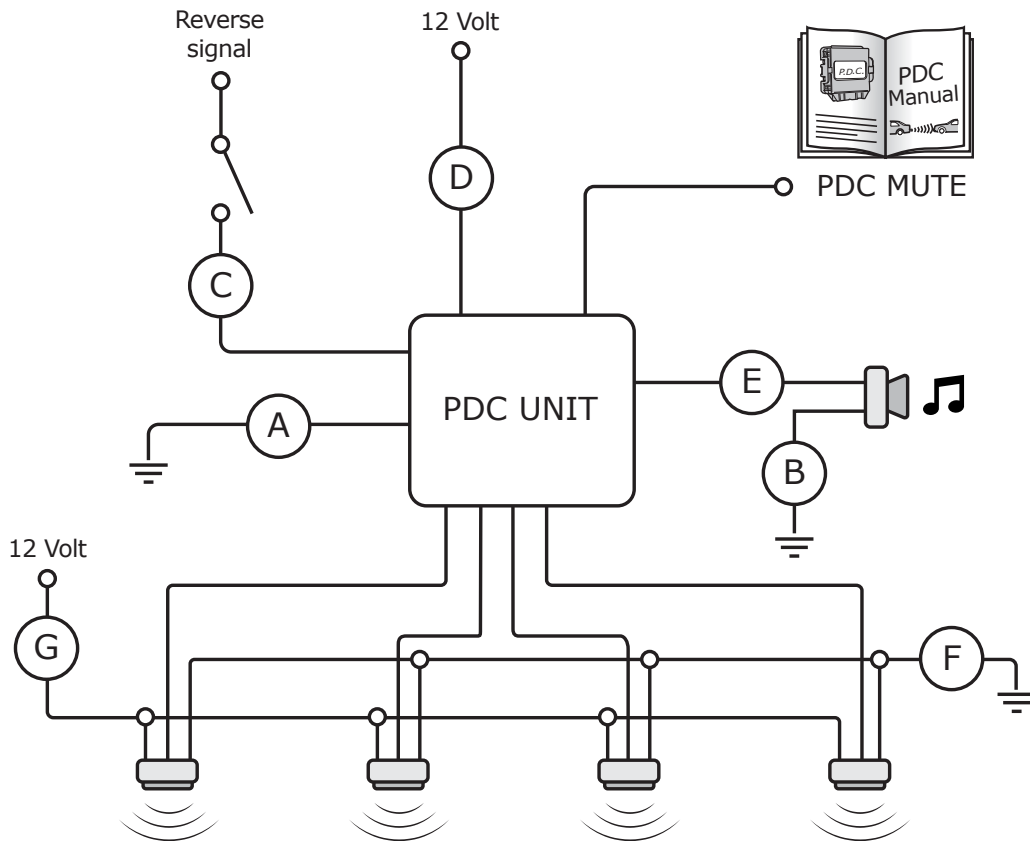 Reverse
signal
12 Volt
P.D.C.
PDC
Manual
D
PDC MUTE
C
E
A
PDC UNIT
B
12 Volt
G
F